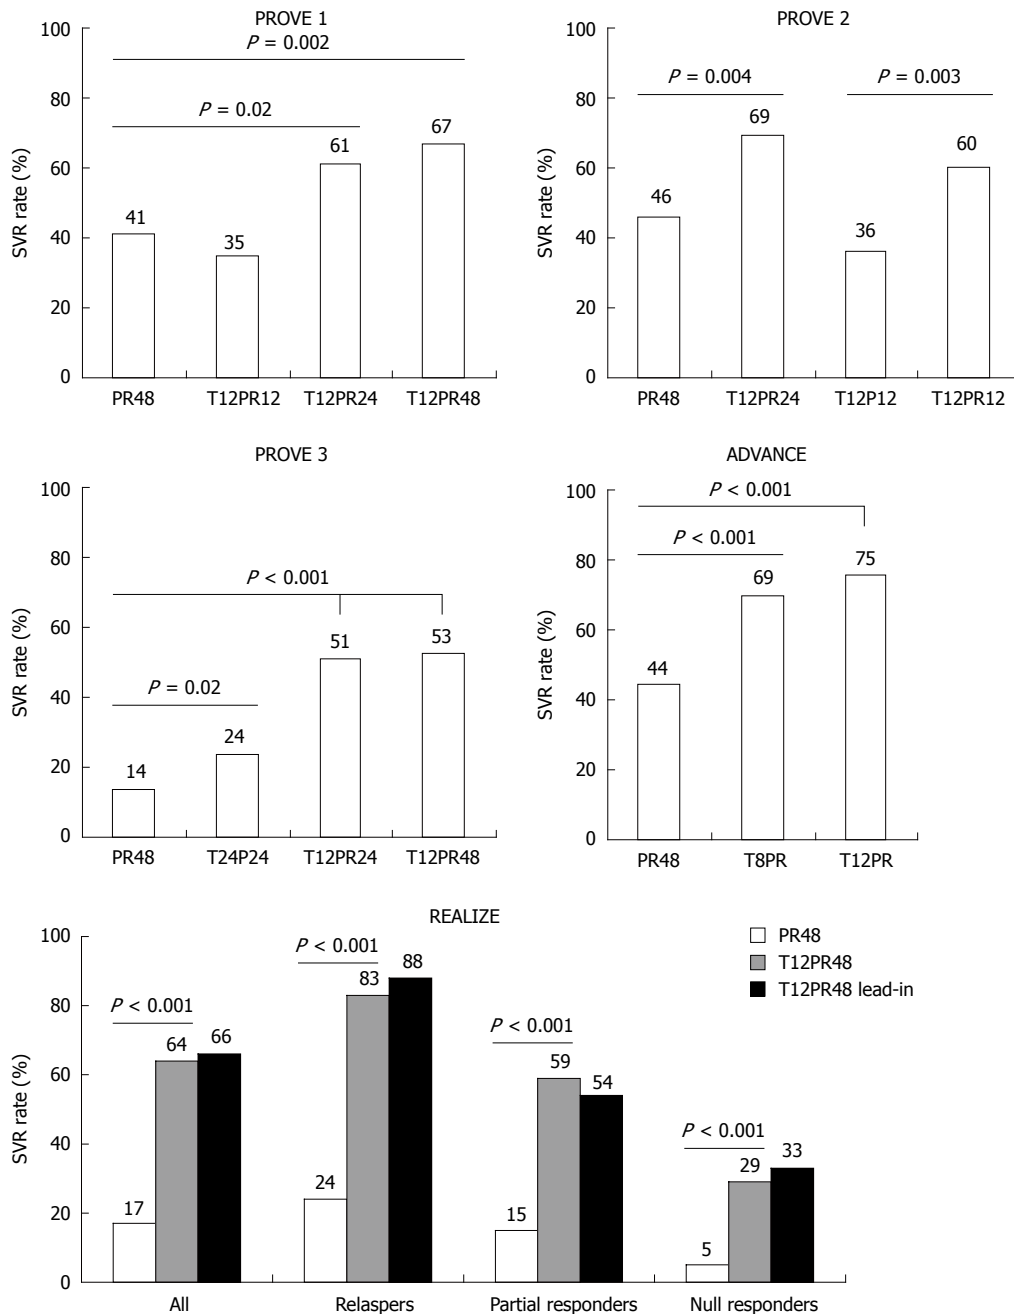 PROVE 1
100
80
60
40
20
0
SVR rate (%)
P = 0.002
P = 0.02
41
35
61
67
PR48 T12PR12 T12PR24 T12PR48
PROVE 2
100
80
60
40
20
0
SVR rate (%)
P = 0.004
P = 0.003
46
69
36
60
PR48 T12PR24 T12P12 T12PR12
PROVE 3
100
80
60
40
20
0
SVR rate (%)
P < 0.001
P = 0.02
14
24
51
53
PR48 T24P24 T12PR24 T12PR48
ADVANCE
100
80
60
40
20
0
SVR rate (%)
P < 0.001
P < 0.001
44
69
75
PR48 T8PR T12PR
REALIZE
100
80
60
40
20
0
SVR rate (%)
P < 0.001
17
64
66
P < 0.001
24
83
88
P < 0.001
15
59
54
P < 0.001
5
29
33
All Relaspers Partial responders Null responders
PR48
T12PR48
T12PR48 lead-in